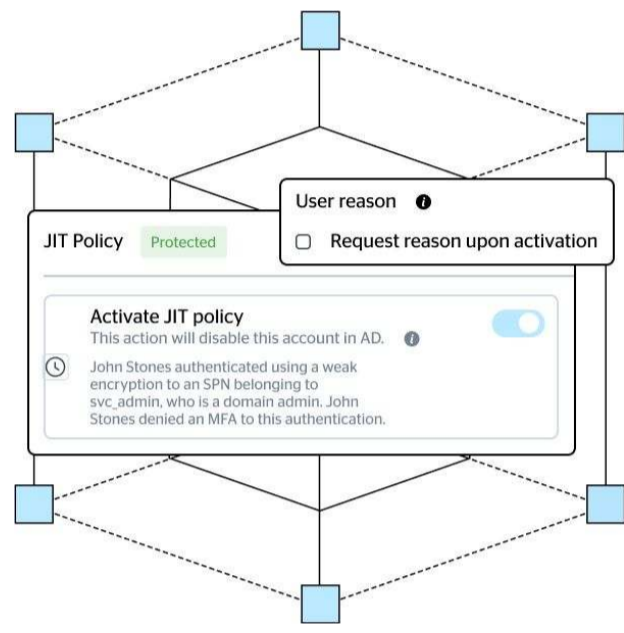 User reason
Request reason upon activation
JIT Policy
Protected
Activate JIT policy
This action will disable this account in AD.
John Stones authenticated using a weak
encryption to an SPN belonging to
svc_admin, who is a domain admin. John
Stones denied an MFA to this authentication.